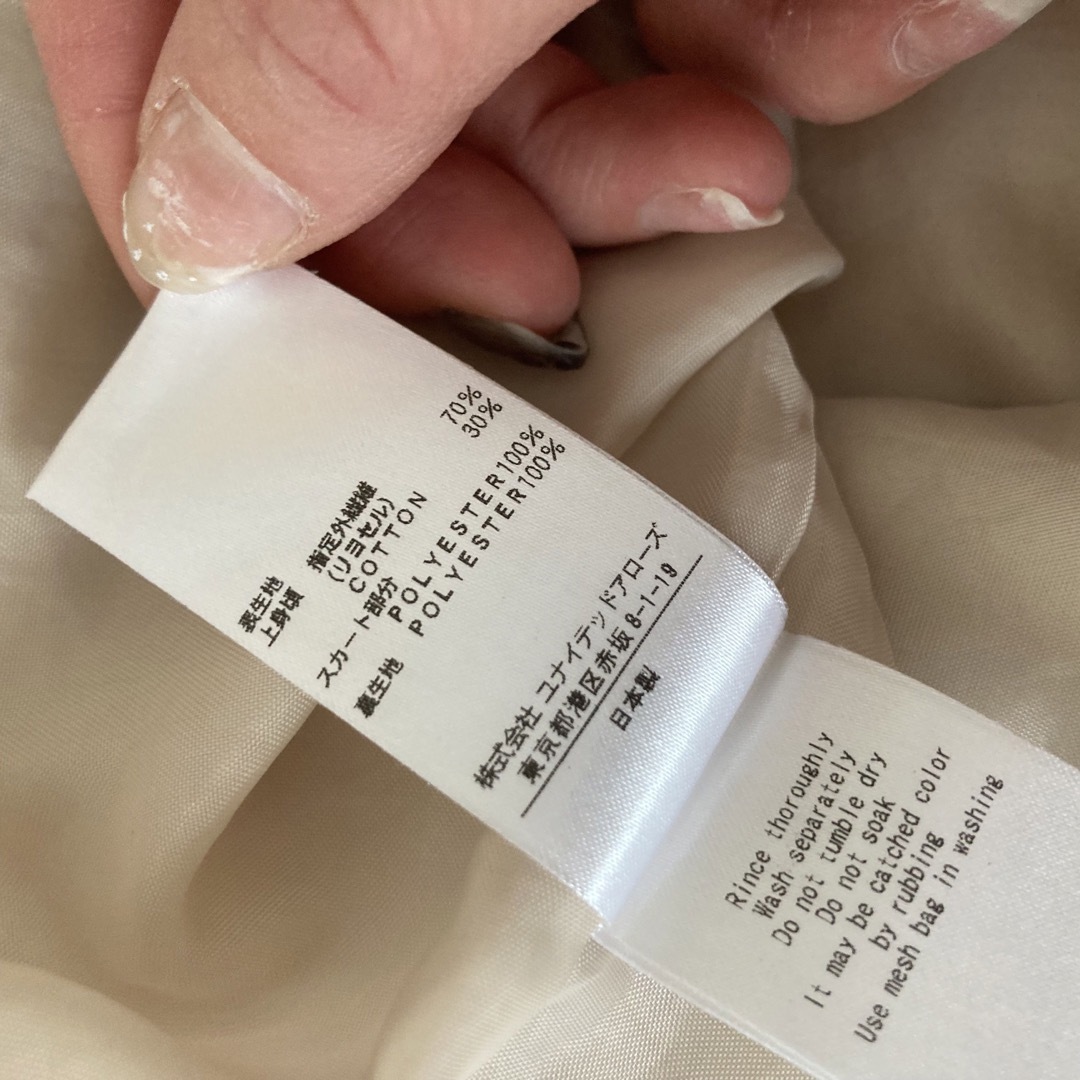 表生地
上身頃
指定外繊維 70%
(リヨセル)
COTTON 30%
スカート部分
POLYESTER100%
裏生地 POLYESTER100%
株式会社 ユナイテッドアローズ
東京都港区赤坂 8-1-19
日本製
Rince thoroughly
Wash separately
Do not tumble dry
Do not soak
It may be catched color
by rubbing
Use mesh bag in washing